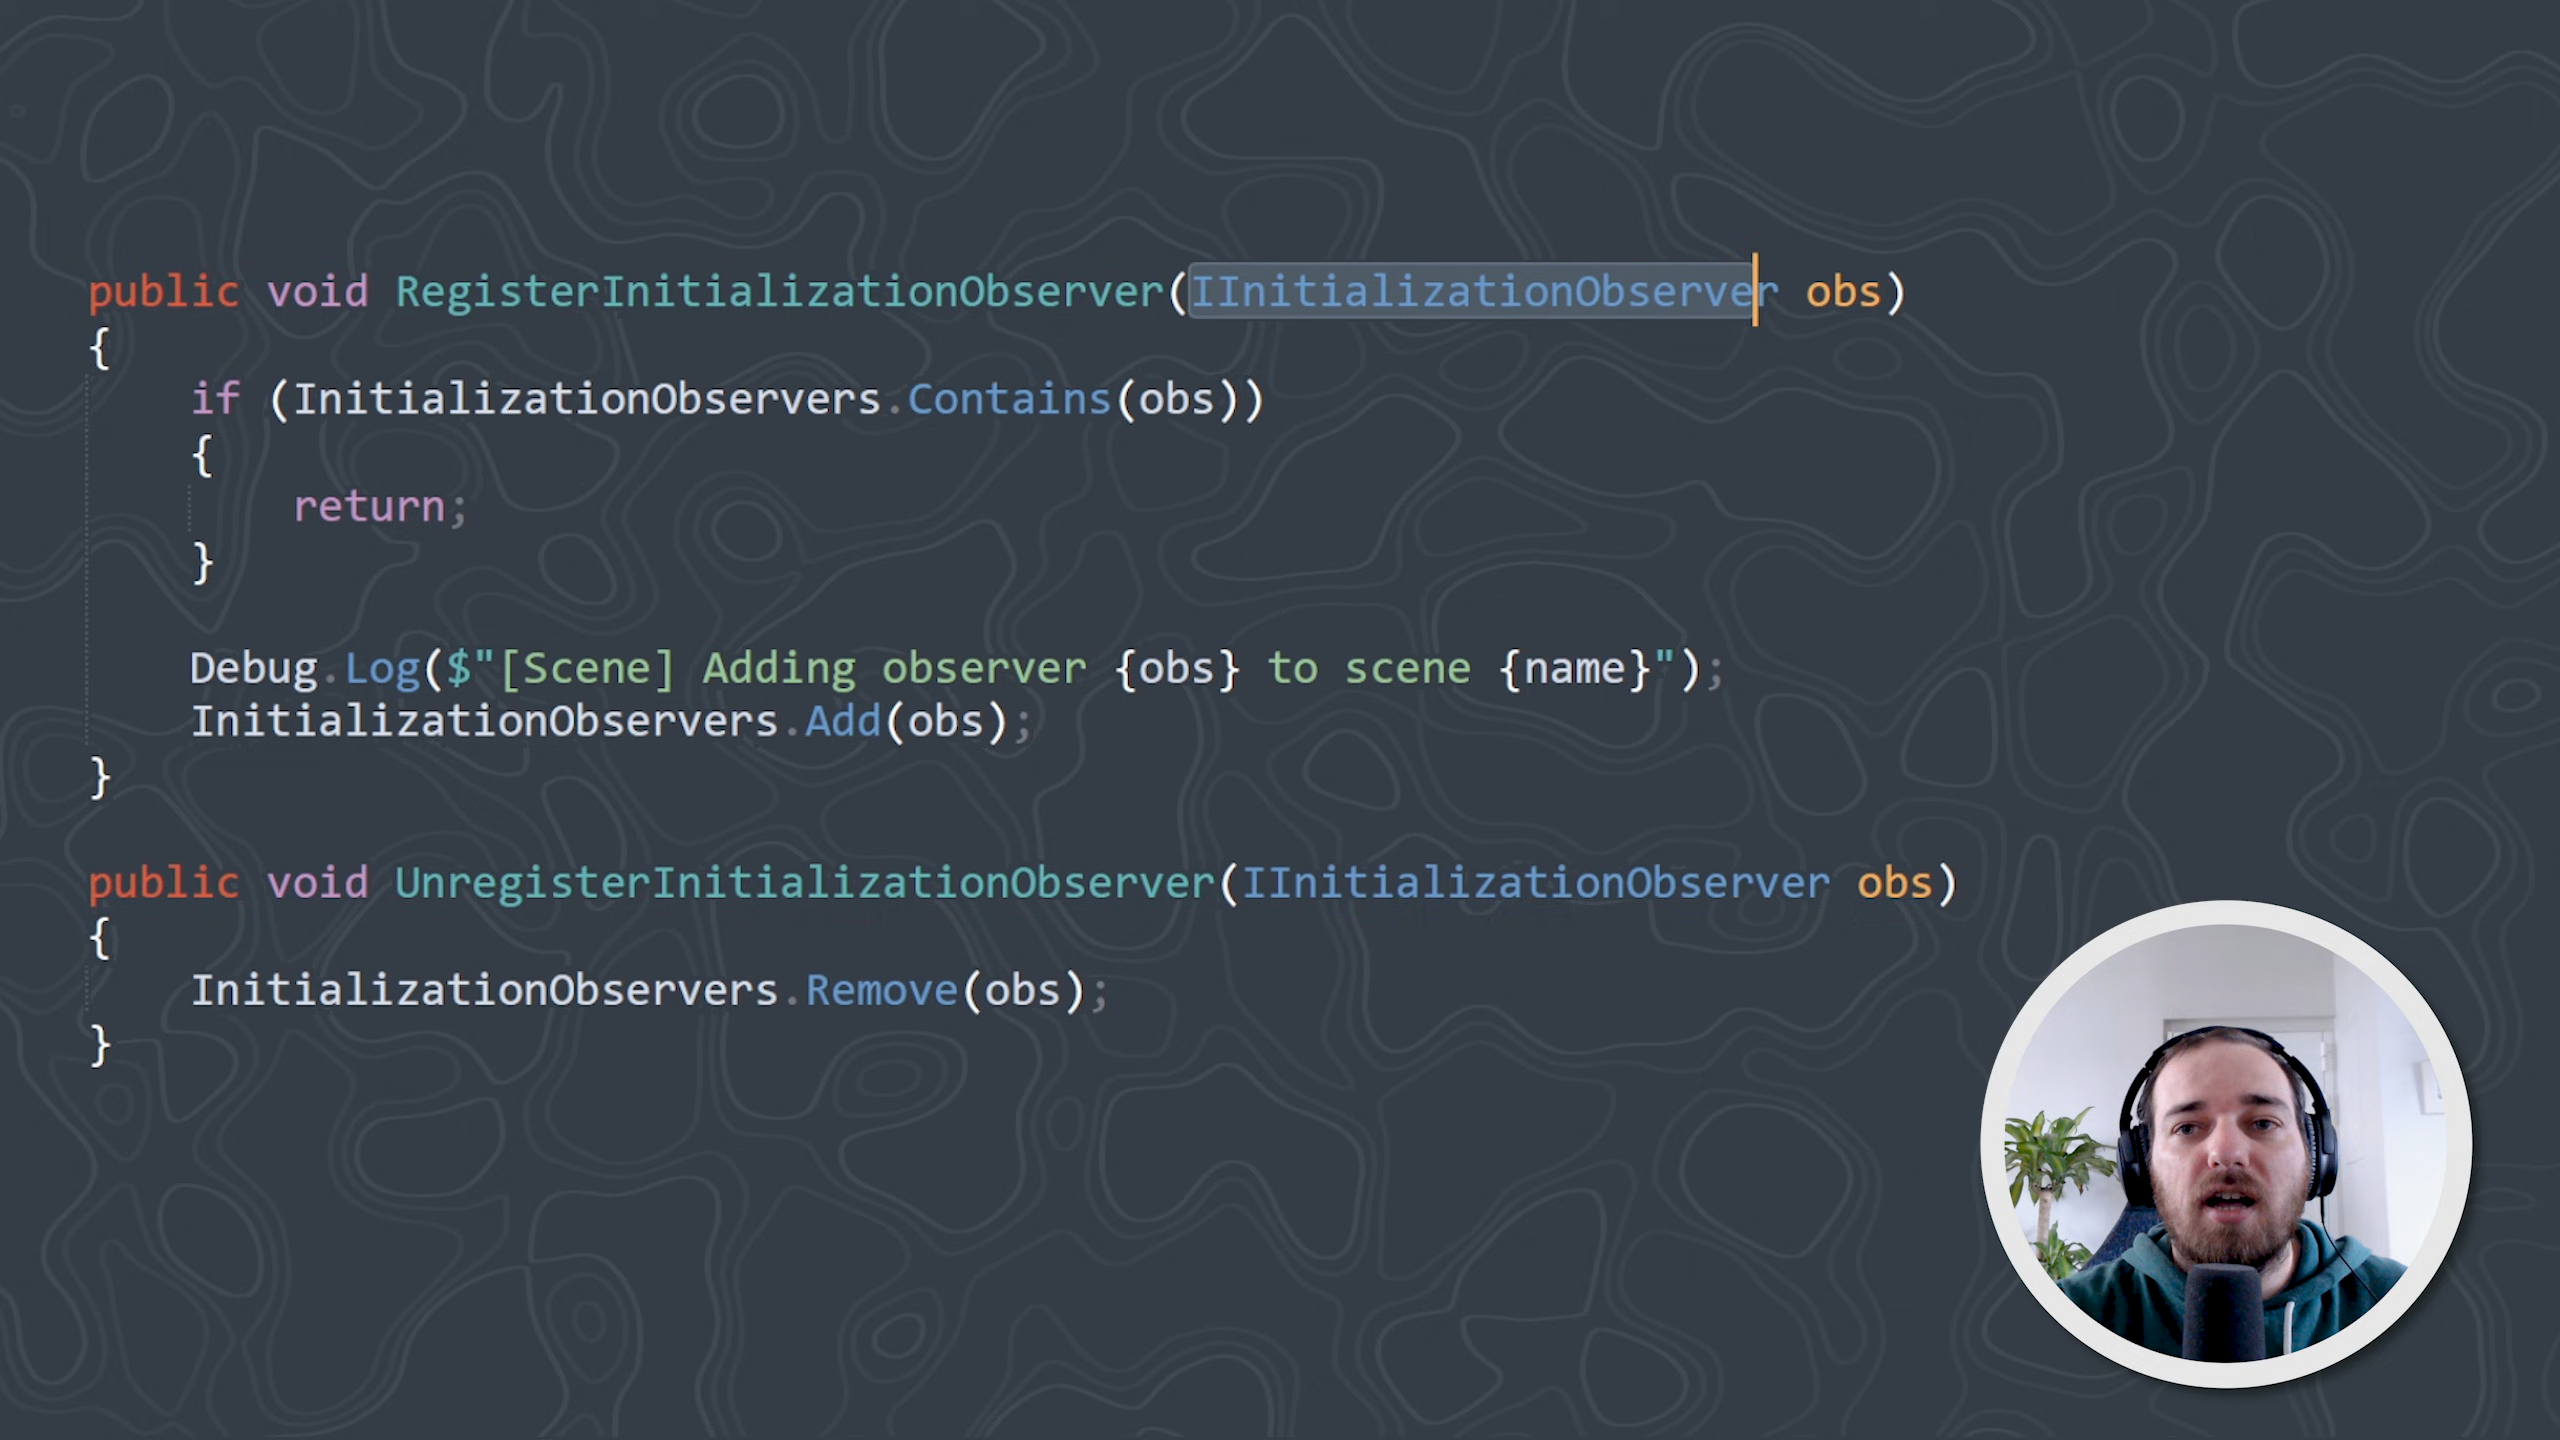 public void RegisterInitializationObserver(IInitializationObserver obs)
{
    if (InitializationObservers.Contains(obs))
    {
        return;
    }

    Debug.Log($"[Scene] Adding observer {obs} to scene {name}");
    InitializationObservers.Add(obs);
}

public void UnregisterInitializationObserver(IInitializationObserver obs)
{
    InitializationObservers.Remove(obs);
}